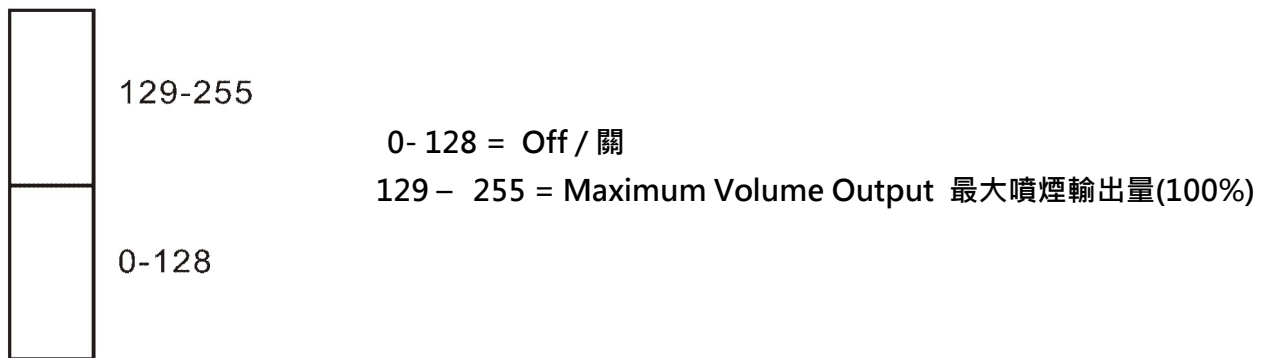 129-255
0- 128 = Off / 關
129 – 255 = Maximum Volume Output 最大噴煙輸出量(100%)
0-128